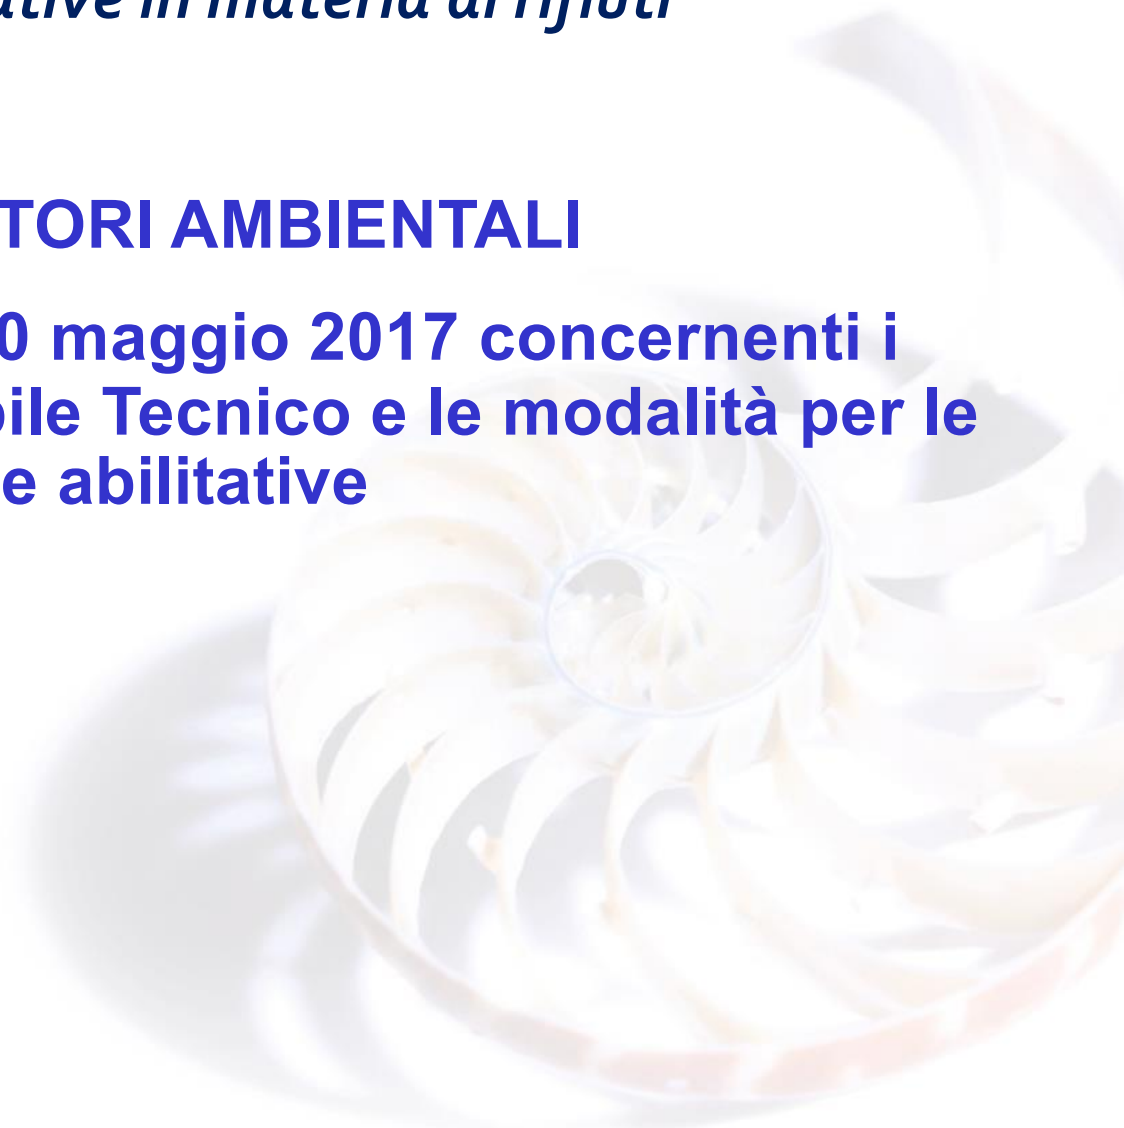 ative in materia di rifiuti
TORI AMBIENTALI
0 maggio 2017 concernenti i
bile Tecnico e le modalità per le
e abilitative